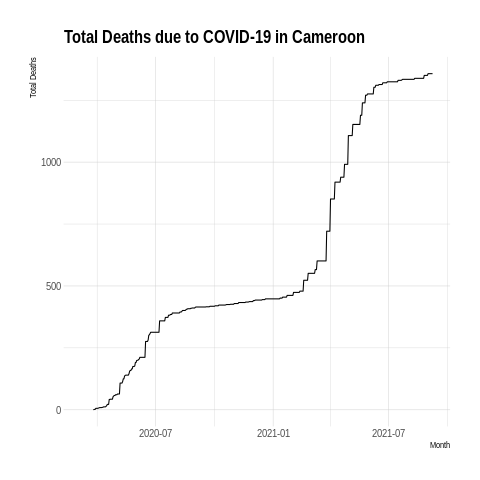 Total Deaths due to COVID-19 in Cameroon
Total Deaths
1000
500
0
2020-07
2021-01
2021-07
Month